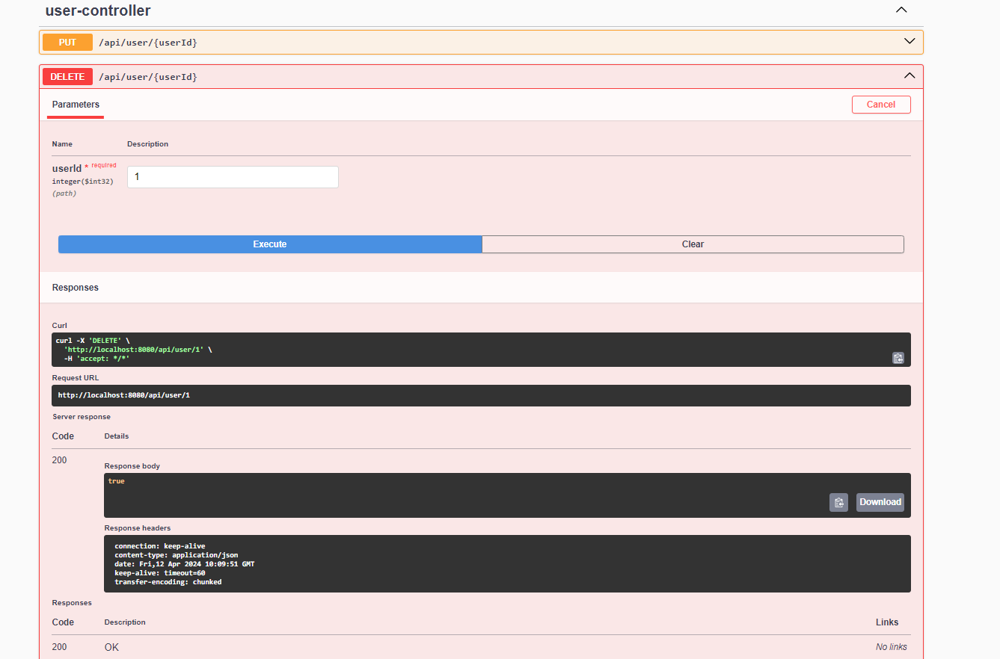 user-controller
PUT /api/user/{userId}
DELETE /api/user/{userId}
Parameters
Cancel
Name Description
userId * required
integer($int32)
(path)
1
Execute Clear
Responses
Curl
curl -X 'DELETE' \
'http://localhost:8080/api/user/1' \
-H 'accept: */*'
Request URL
http://localhost:8080/api/user/1
Server response
Code Details
200
Response body
true
Download
Response headers
connection: keep-alive
content-type: application/json
date: Fri,12 Apr 2024 10:09:51 GMT
keep-alive: timeout=60
transfer-encoding: chunked
Responses
Code Description Links
200 OK No links